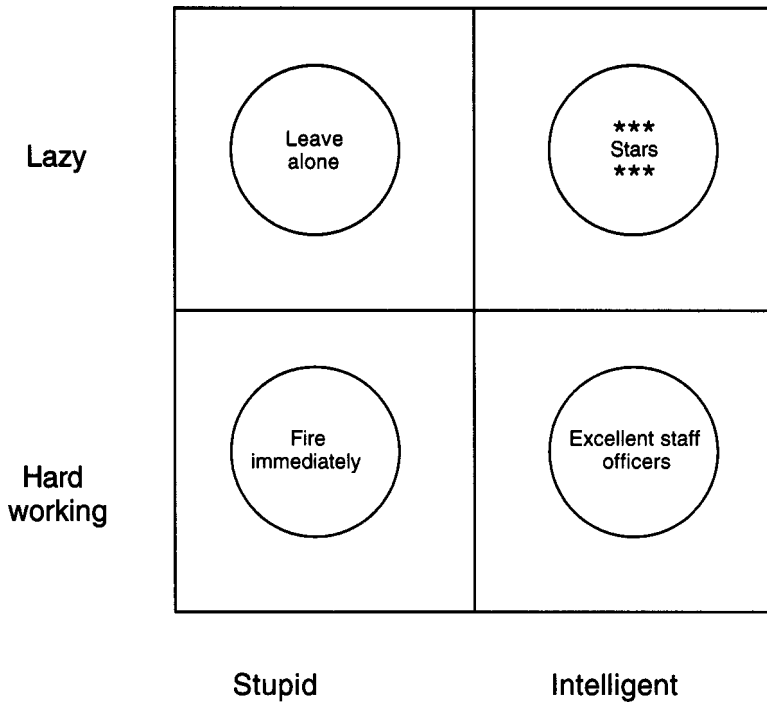 Lazy
Leave
alone
***
Stars
***
Hard
working
Fire
immediately
Excellent staff
officers
Stupid
Intelligent